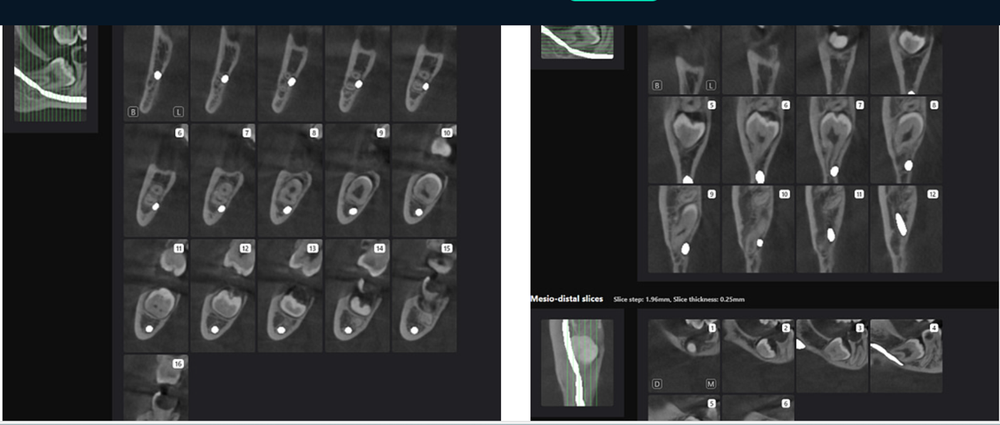 B L
6 7 8 9 10
11 12 13 14 15
16
B L
5 6 7 8
9 10 11 12
Mesio-distal slices Slice step: 1.96mm, Slice thickness: 0.25mm
1 2 3 4
D M
5 6